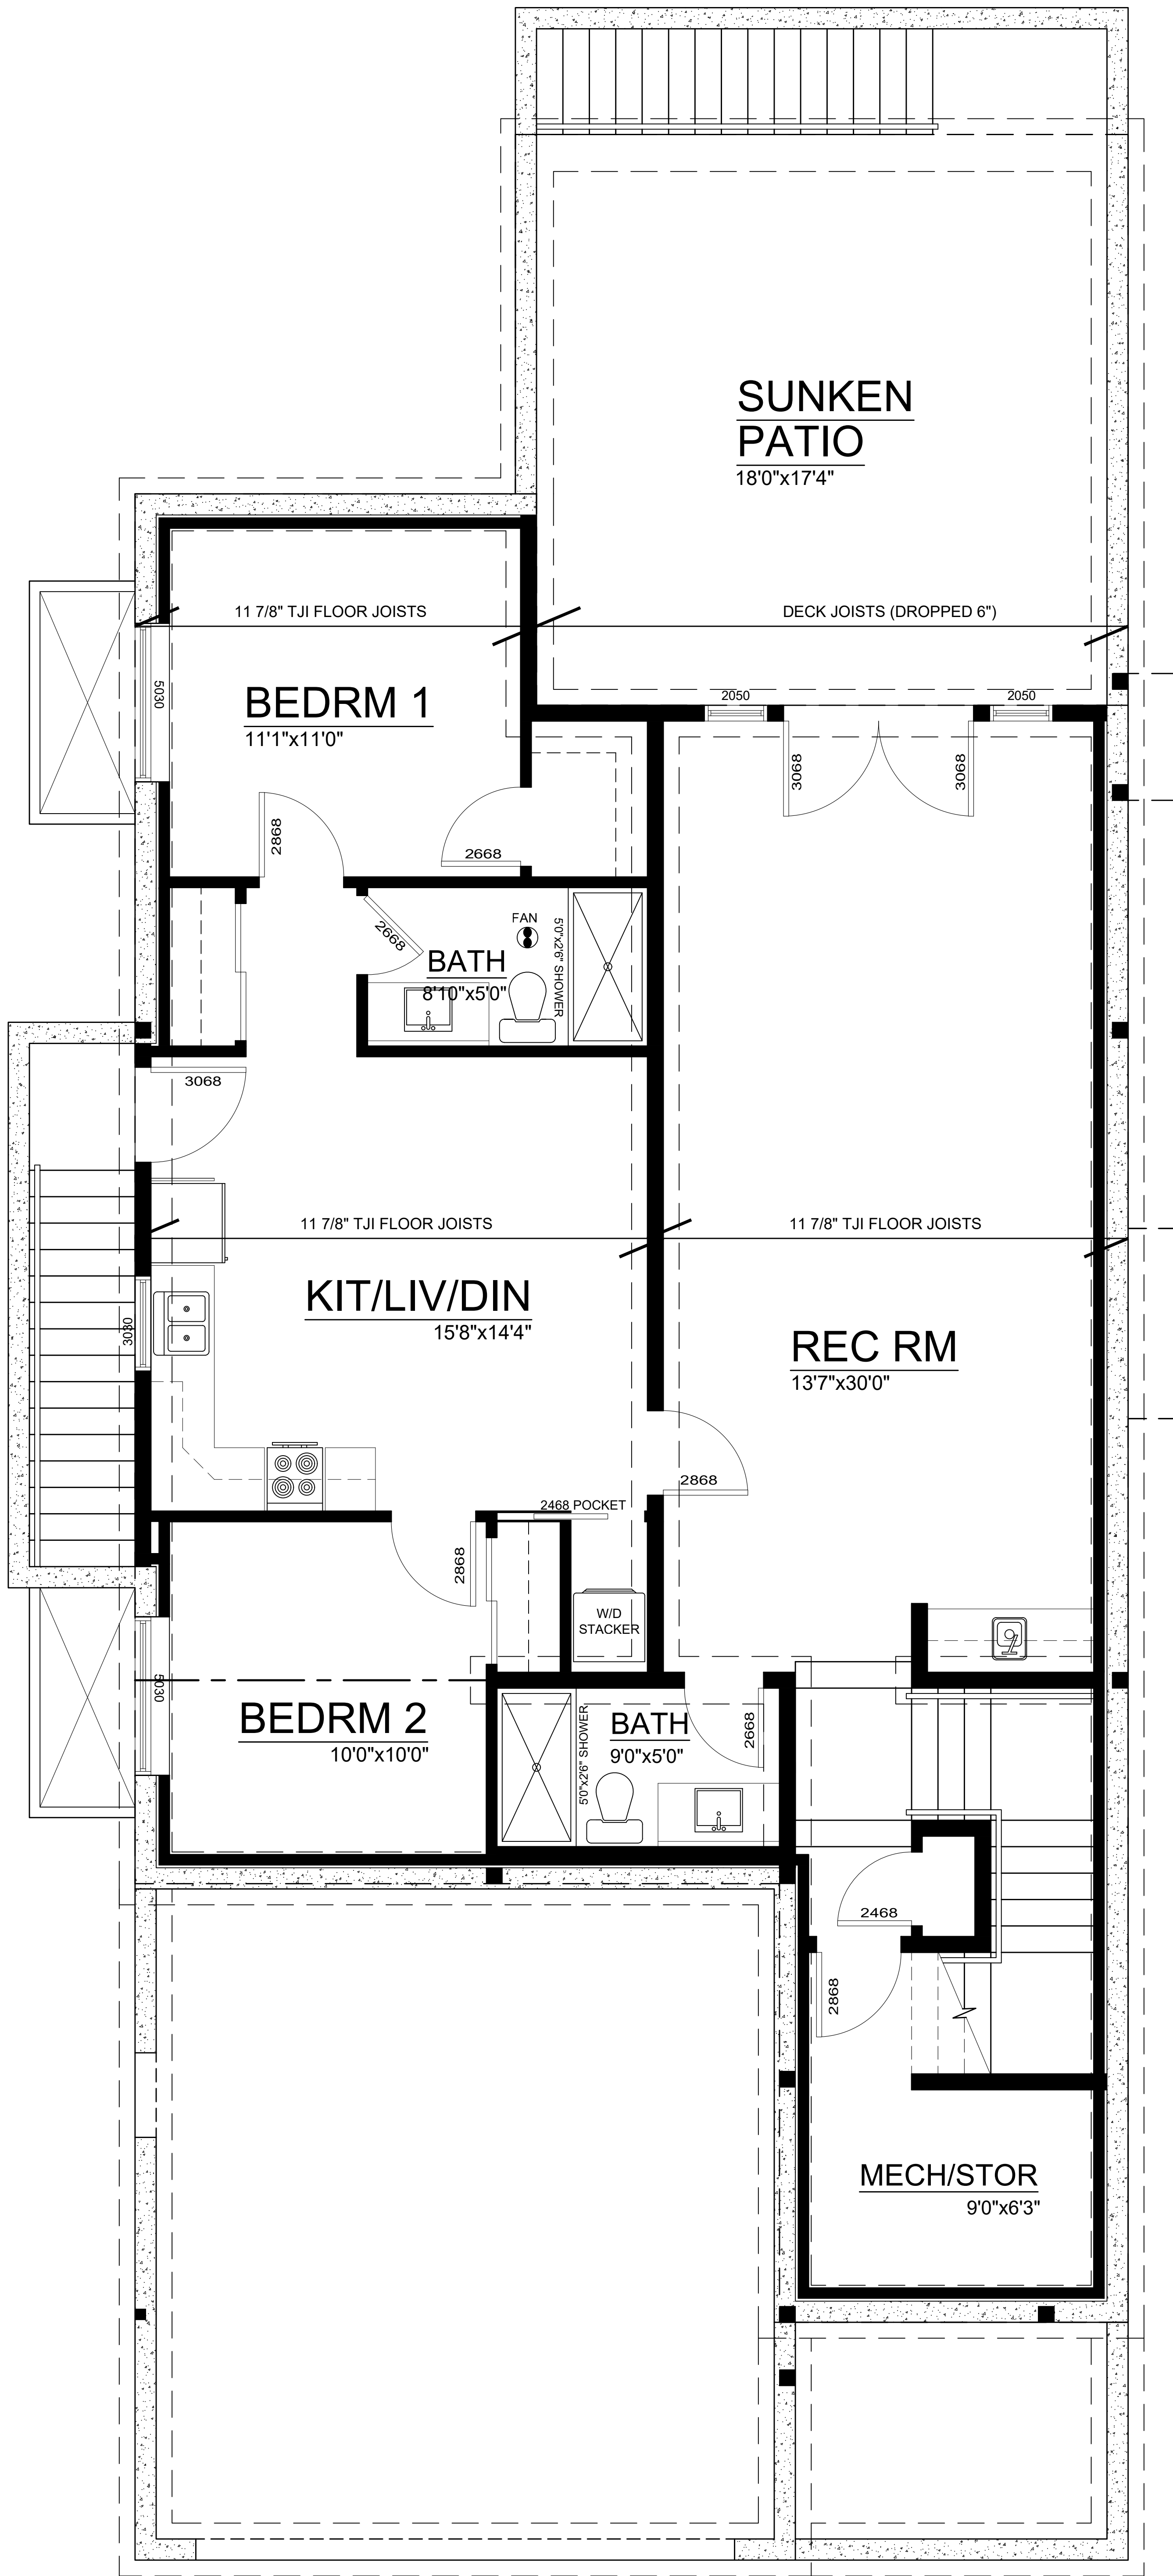 SUNKEN
PATIO
18'0"x17'4"
11 7/8" TJI FLOOR JOISTS
DECK JOISTS (DROPPED 6")
5030
BEDRM 1
11'1"x11'0"
2050
2050
3068
3068
2868
2668
2668
FAN
5'0"x2'6" SHOWER
BATH
8'10"x5'0"
3068
11 7/8" TJI FLOOR JOISTS
11 7/8" TJI FLOOR JOISTS
KIT/LIV/DIN
15'8"x14'4"
3030
REC RM
13'7"x30'0"
2868
2468 POCKET
2868
W/D
STACKER
5030
BEDRM 2
10'0"x10'0"
5'0"x2'6" SHOWER
BATH
9'0"x5'0"
2668
2468
2868
MECH/STOR
9'0"x6'3"